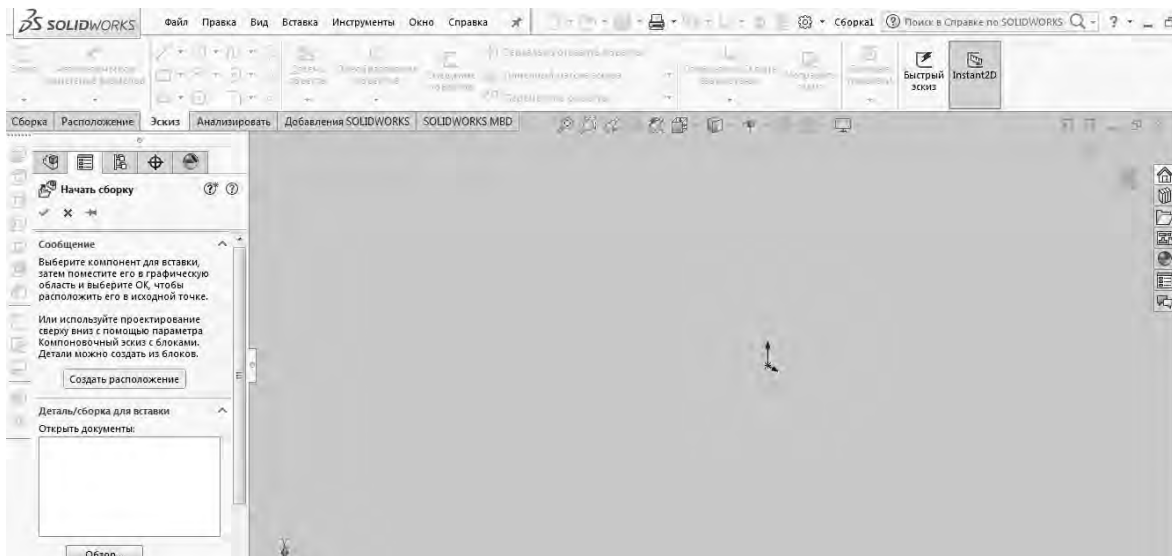 SOLIDWORKS Файл Правка Вид Вставка Инструменты Окно Справка Сборка1 Поиск в Справке по SOLIDWORKS ?
Быстрый эскиз
Instant2D
Сборка Расположение Эскиз Анализировать Добавления SOLIDWORKS SOLIDWORKS MBD
Начать сборку
Сообщение
Выберите компонент для вставки,
затем поместите его в графическую
область и выберите ОК, чтобы
расположить его в исходной точке.
Или используйте проектирование
сверху вниз с помощью параметра
Компоновочный эскиз с блоками.
Детали можно создать из блоков.
Создать расположение
Деталь/сборка для вставки
Открыть документы:
Обзор...